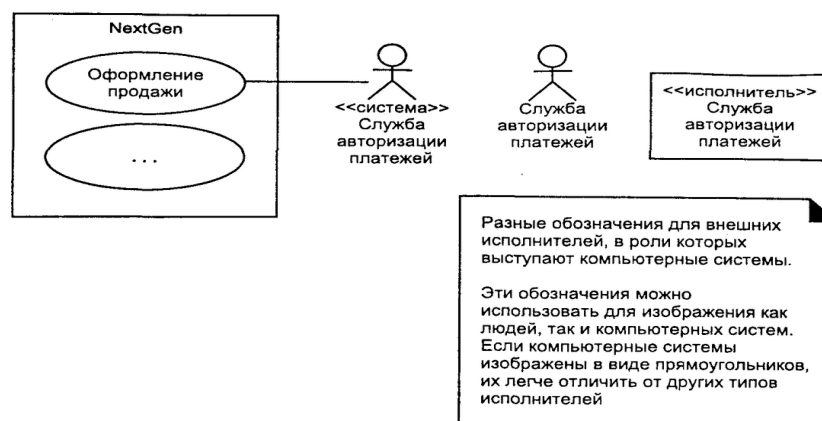 NextGen
Оформление
продажи
. . .
<<система>>
Служба
авторизации
платежей
Служба
авторизации
платежей
<<исполнитель>>
Служба
авторизации
платежей
Разные обозначения для внешних
исполнителей, в роли которых
выступают компьютерные системы.
Эти обозначения можно
использовать для изображения как
людей, так и компьютерных систем.
Если компьютерные системы
изображены в виде прямоугольников,
их легче отличить от других типов
исполнителей